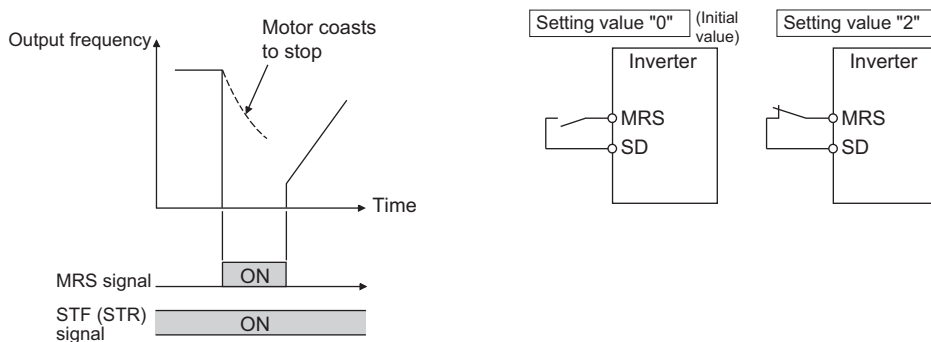 Output frequency
Motor coasts
to stop
Time
MRS signal
ON
STF (STR)
signal
ON
Setting value "0"
(Initial
value)
Inverter
MRS
SD
Setting value "2"
Inverter
MRS
SD